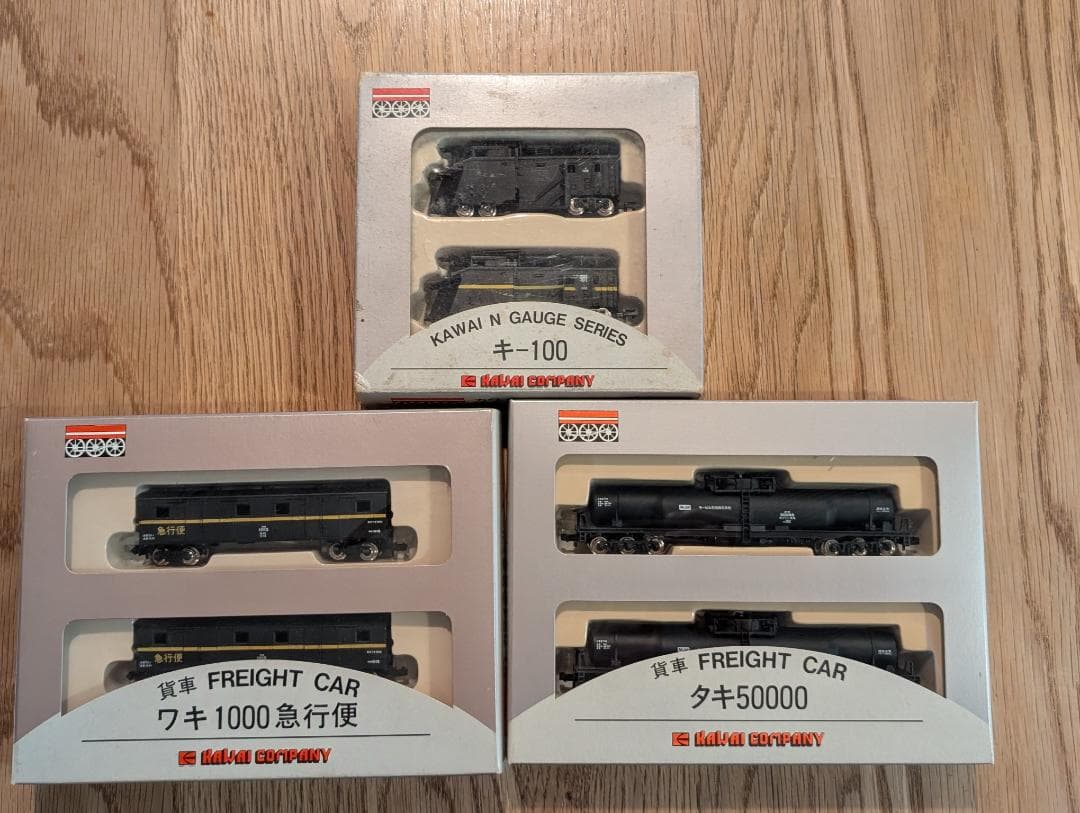 KAWAI N GAUGE SERIES
キ-100
KAWAI COMPANY
急行便
急行便
貨車 FREIGHT CAR
ワキ1000急行便
KAWAI COMPANY
貨車 FREIGHT CAR
タキ50000
KAWAI COMPANY